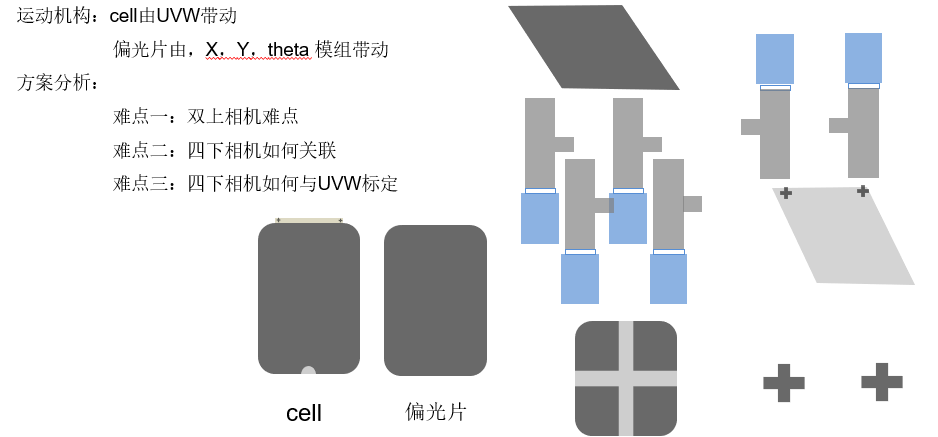 运动机构：cell由UVW带动
偏光片由，X，Y，theta 模组带动
方案分析：
难点一：双上相机难点
难点二：四下相机如何关联
难点三：四下相机如何与UVW标定
cell
偏光片